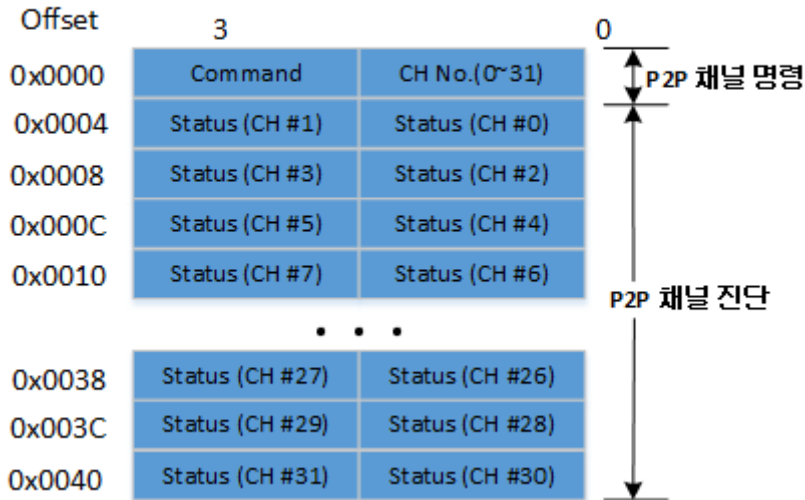 Offset 3 0
0x0000 Command CH No.(0~31) P2P 채널 명령
0x0004 Status (CH #1) Status (CH #0)
0x0008 Status (CH #3) Status (CH #2)
0x000C Status (CH #5) Status (CH #4)
0x0010 Status (CH #7) Status (CH #6)
P2P 채널 진단
• • •
0x0038 Status (CH #27) Status (CH #26)
0x003C Status (CH #29) Status (CH #28)
0x0040 Status (CH #31) Status (CH #30)